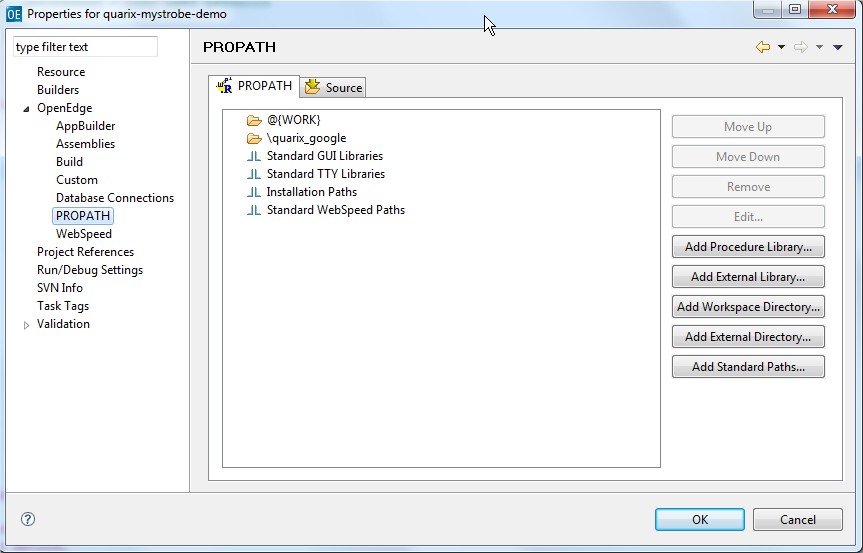 OE Properties for quarix-mystrobe-demo
type filter text
Resource
Builders
OpenEdge
AppBuilder
Assemblies
Build
Custom
Database Connections
PROPATH
WebSpeed
Project References
Run/Debug Settings
SVN Info
Task Tags
Validation
PROPATH
PROPATH
Source
@{WORK}
\quarix_google
Standard GUI Libraries
Standard TTY Libraries
Installation Paths
Standard WebSpeed Paths
Move Up
Move Down
Remove
Edit...
Add Procedure Library...
Add External Library...
Add Workspace Directory...
Add External Directory...
Add Standard Paths...
?
OK
Cancel